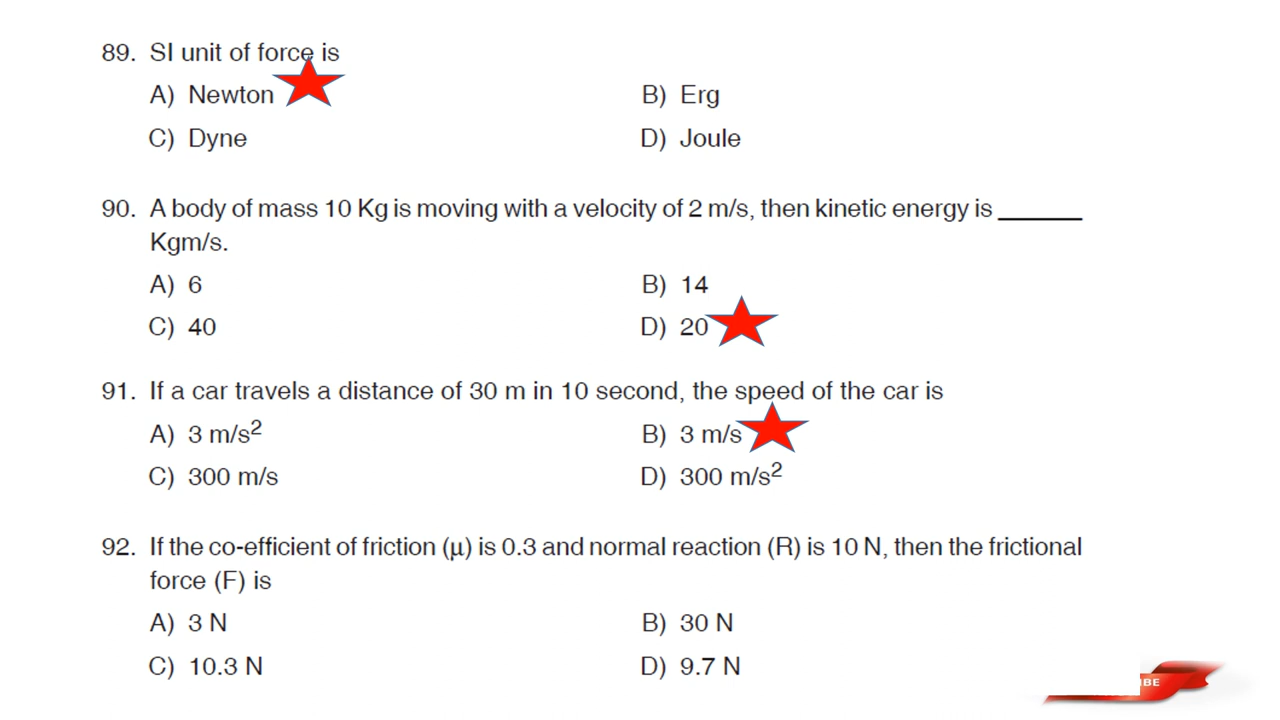 89. SI unit of force is
A) Newton B) Erg
C) Dyne D) Joule
90. A body of mass 10 Kg is moving with a velocity of 2 m/s, then kinetic energy is ______
Kgm/s.
A) 6 B) 14
C) 40 D) 20
91. If a car travels a distance of 30 m in 10 second, the speed of the car is
A) 3 m/s² B) 3 m/s
C) 300 m/s D) 300 m/s²
92. If the co-efficient of friction (μ) is 0.3 and normal reaction (R) is 10 N, then the frictional
force (F) is
A) 3 N B) 30 N
C) 10.3 N D) 9.7 N